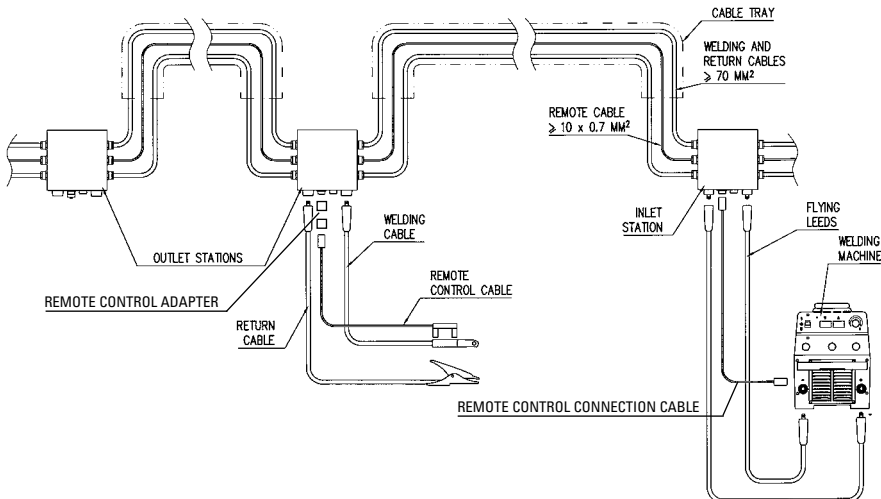 CABLE TRAY
WELDING AND
RETURN CABLES
⩾ 70 MM²
REMOTE CABLE
⩾ 10 x 0.7 MM²
INLET
STATION
FLYING
LEEDS
WELDING
MACHINE
WELDING
CABLE
OUTLET STATIONS
REMOTE
CONTROL CABLE
REMOTE CONTROL ADAPTER
RETURN
CABLE
REMOTE CONTROL CONNECTION CABLE